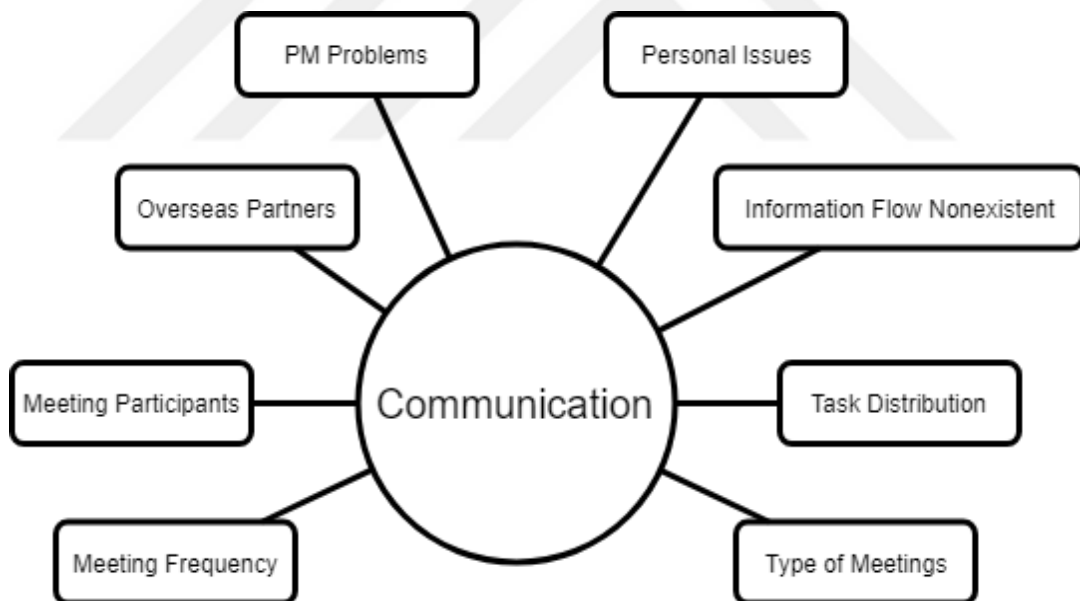 PM Problems
Personal Issues
Overseas Partners
Information Flow Nonexistent
Meeting Participants
Communication
Task Distribution
Meeting Frequency
Type of Meetings